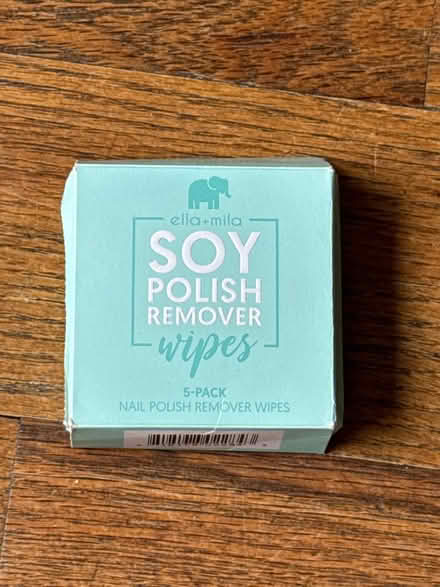 ella+mila
SOY
POLISH
REMOVER
wipes
5-PACK
NAIL POLISH REMOVER WIPES